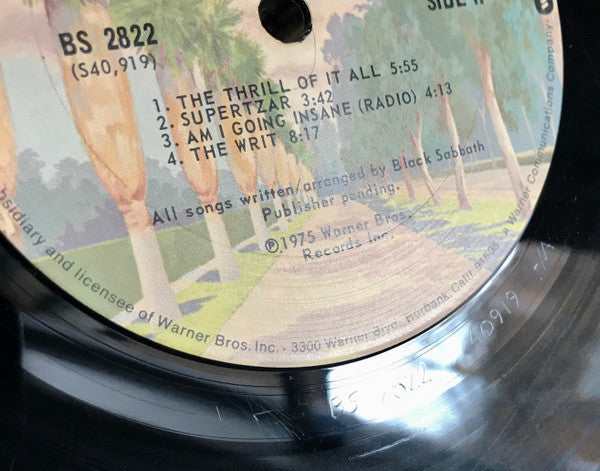 BS 2822
(S40,919)
SIDE
1. THE THRILL OF IT ALL 5:55
2. SUPERTZAR 3:42
3. AM I GOING INSANE (RADIO) 4:13
4. THE WRIT 8:17
All songs written/arranged by Black Sabbath
Publisher pending.
℗1975 Warner Bros.
Records Inc.
bsidiary and licensee of Warner Bros. Inc. · 3300 Warner Blvd., Burbank, Calif. · a Warner Communications Company ·
BS